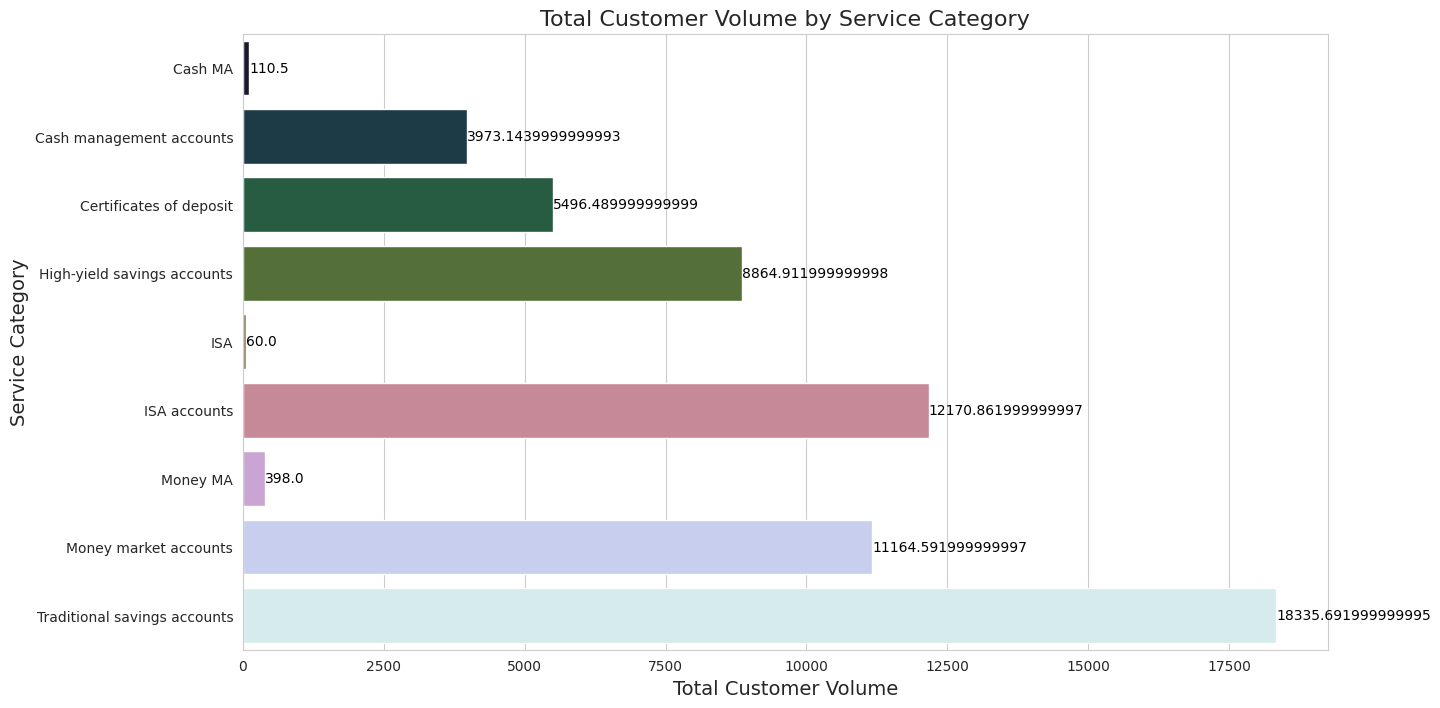 Total Customer Volume by Service Category
Service Category
Cash MA 110.5
Cash management accounts 3973.1439999999993
Certificates of deposit 5496.489999999999
High-yield savings accounts 8864.911999999998
ISA 60.0
ISA accounts 12170.861999999997
Money MA 398.0
Money market accounts 11164.591999999997
Traditional savings accounts 18335.691999999995
0 2500 5000 7500 10000 12500 15000 17500
Total Customer Volume